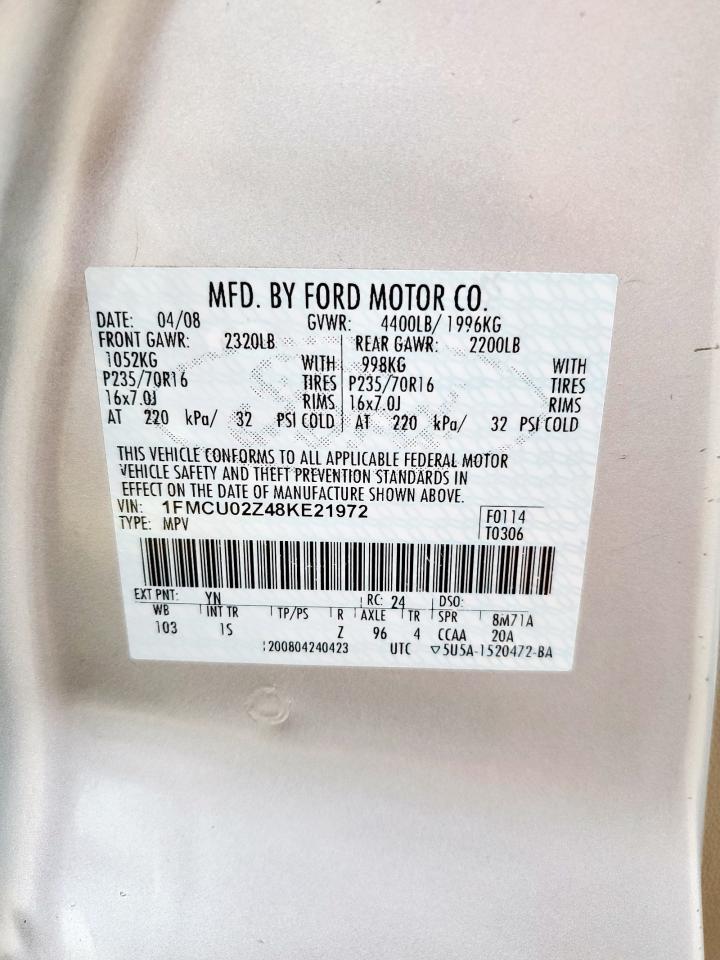 MFD. BY FORD MOTOR CO.
DATE: 04/08 GVWR: 4400LB/ 1996KG
FRONT GAWR: 2320LB REAR GAWR: 2200LB
1052KG WITH 998KG WITH
P235/70R16 TIRES P235/70R16 TIRES
16x7.0J RIMS 16x7.0J RIMS
AT 220 kPa/ 32 PSI COLD AT 220 kPa/ 32 PSI COLD
THIS VEHICLE CONFORMS TO ALL APPLICABLE FEDERAL MOTOR
VEHICLE SAFETY AND THEFT PREVENTION STANDARDS IN
EFFECT ON THE DATE OF MANUFACTURE SHOWN ABOVE.
VIN: 1FMCU02Z48KE21972 F0114
TYPE: MPV T0306
EXT PNT: YN RC: 24 DSO:
WB INT TR TP/PS R AXLE TR SPR 8M71A
103 IS Z 96 4 CCAA 20A
:200804240423 UTC ▽5U5A-1520472-BA